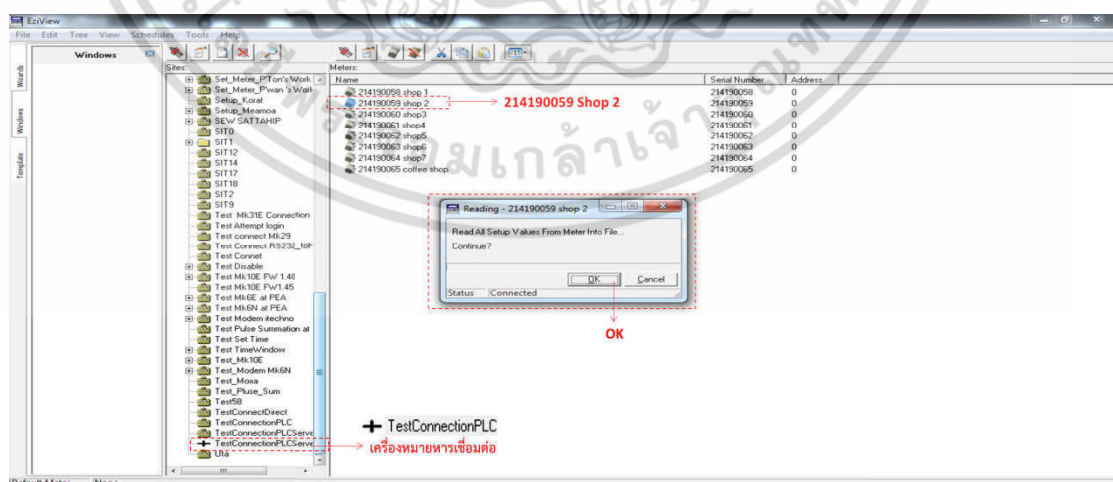 EziView
File Edit Tree View Schedules Tools Help
Windows
Wizards
Windows
Template
Sites:
Set_Meter_P'Ton's Work
Set_Meter_P'wan 's Work
Setup_Korat
Setup_Meamoa
SEW SATTAHIP
SIT0
SIT1
SIT12
SIT14
SIT17
SIT18
SIT2
SIT9
Test Mk31E Connection
Test Attempt login
Test connect Mk29
Test Connect RS232_toF
Test Connet
Test Disable
Test Mk10E FW 1.48
Test Mk10E FW1.45
Test Mk6E at PEA
Test Mk6N at PEA
Test Modem itechno
Test Pulse Summation at
Test Set Time
Test TimeWindow
Test_Mk10E
Test_Modem Mk6N
Test_Moxa
Test_Pluse_Sum
Test58
TestConnectDirect
TestConnectionPLC
TestConnectionPLCServe
TestConnectionPLCServe
Uta
Meters:
Name Serial Number Address
214190058 shop 1 214190058 0
214190059 shop 2 214190059 0
214190060 shop3 214190060 0
214190061 shop4 214190061 0
214190062 shop5 214190062 0
214190063 shop6 214190063 0
214190064 shop7 214190064 0
214190065 coffee shop 214190065 0
214190059 Shop 2
Reading - 214190059 shop 2
Read All Setup Values From Meter Into File...
Continue?
OK Cancel
Status Connected
OK
TestConnectionPLC
เครื่องหมายหารเชื่อมต่อ